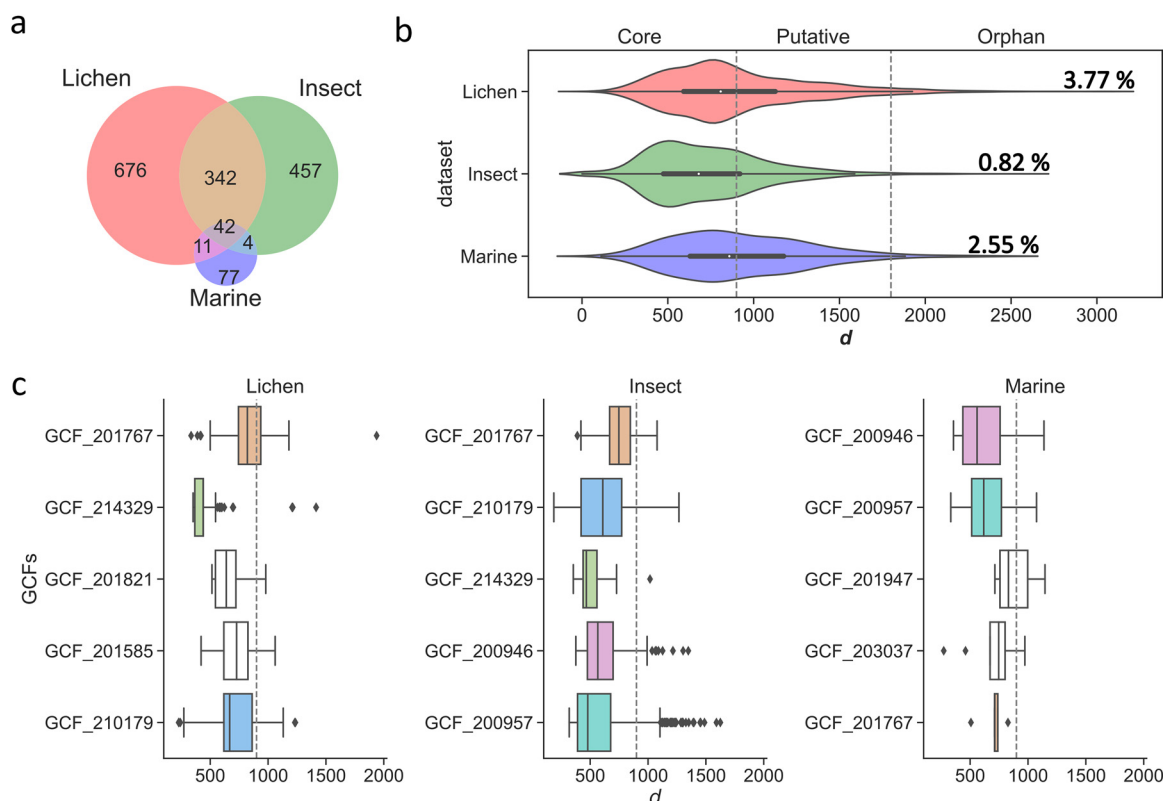 a
Lichen
Insect
676
342
457
42
11
4
77
Marine
b
Core Putative Orphan
dataset
Lichen
3.77 %
Insect
0.82 %
Marine
2.55 %
0 500 1000 1500 2000 2500 3000
d
c
GCFs
Lichen
GCF_201767
GCF_214329
GCF_201821
GCF_201585
GCF_210179
500 1000 1500 2000
Insect
GCF_201767
GCF_210179
GCF_214329
GCF_200946
GCF_200957
500 1000 1500 2000
d
Marine
GCF_200946
GCF_200957
GCF_201947
GCF_203037
GCF_201767
500 1000 1500 2000